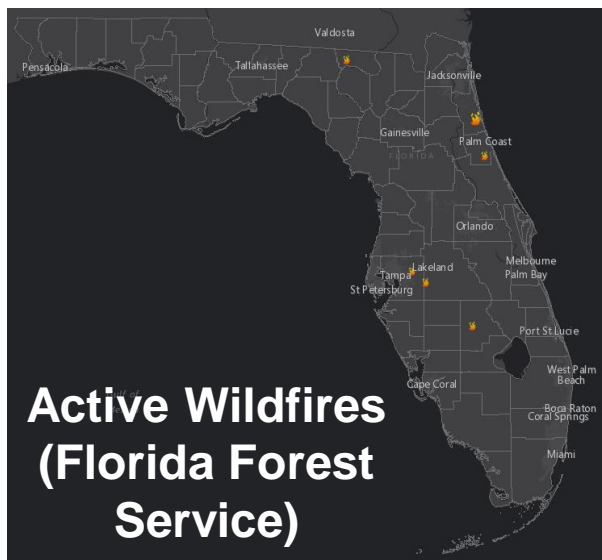 Valdosta
Pensacola
Tallahassee
Jacksonville
Gainesville
Palm Coast
FLORIDA
Orlando
Lakeland
Melbourne
Tampa
Palm Bay
St Petersburg
Port St Lucie
West Palm
Beach
Cape Coral
Boca Raton
Coral Springs
Miami
Active Wildfires
(Florida Forest
Service)